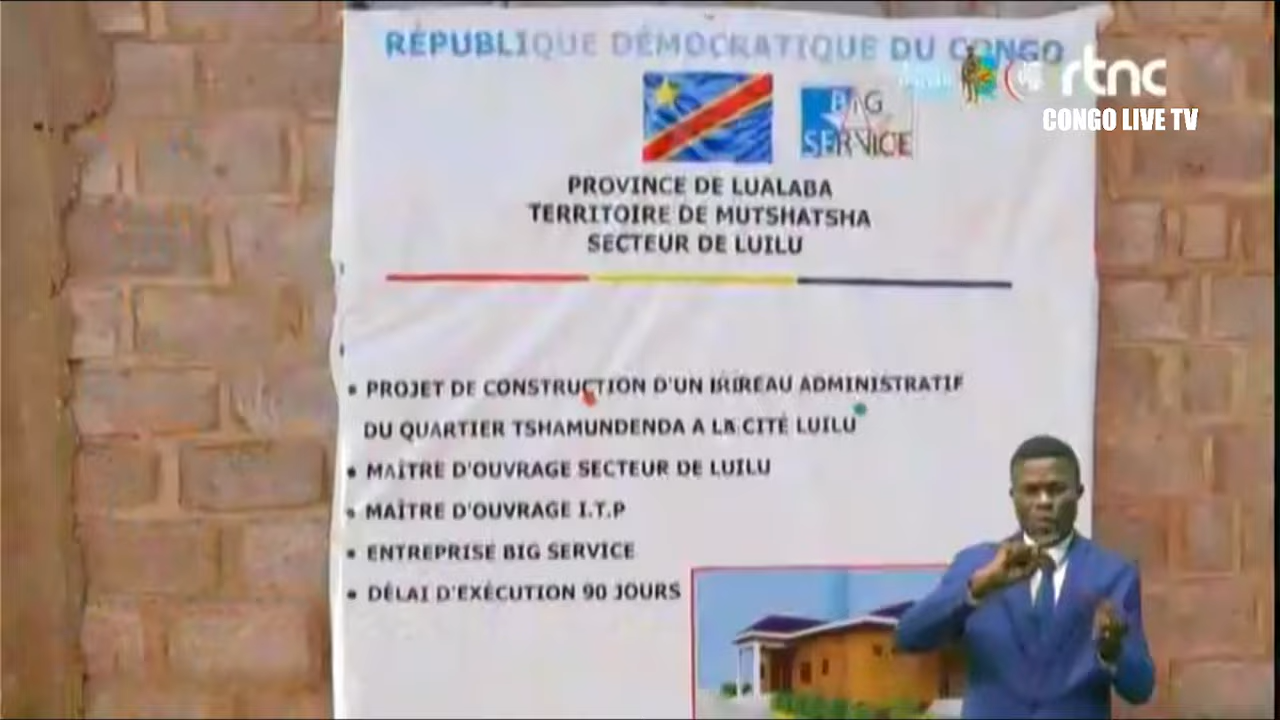 RÉPUBLIQUE DÉMOCRATIQUE DU CONGO
rtnc
CONGO LIVE TV
BIG
SERVICE
PROVINCE DE LUALABA
TERRITOIRE DE MUTSHATSHA
SECTEUR DE LUILU
• PROJET DE CONSTRUCTION D'UN BUREAU ADMINISTRATIF
DU QUARTIER TSHAMUNDENDA A LA CITÉ LUILU
• MAÎTRE D'OUVRAGE SECTEUR DE LUILU
• MAÎTRE D'OUVRAGE I.T.P
• ENTREPRISE BIG SERVICE
• DÉLAI D'EXÉCUTION 90 JOURS